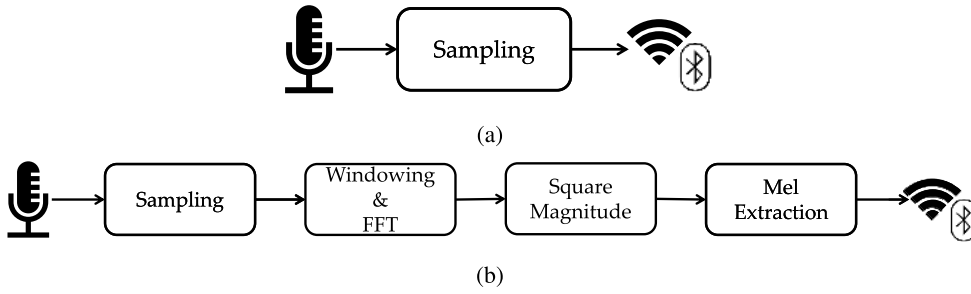 Sampling
(a)
Sampling
Windowing
&
FFT
Square
Magnitude
Mel
Extraction
(b)